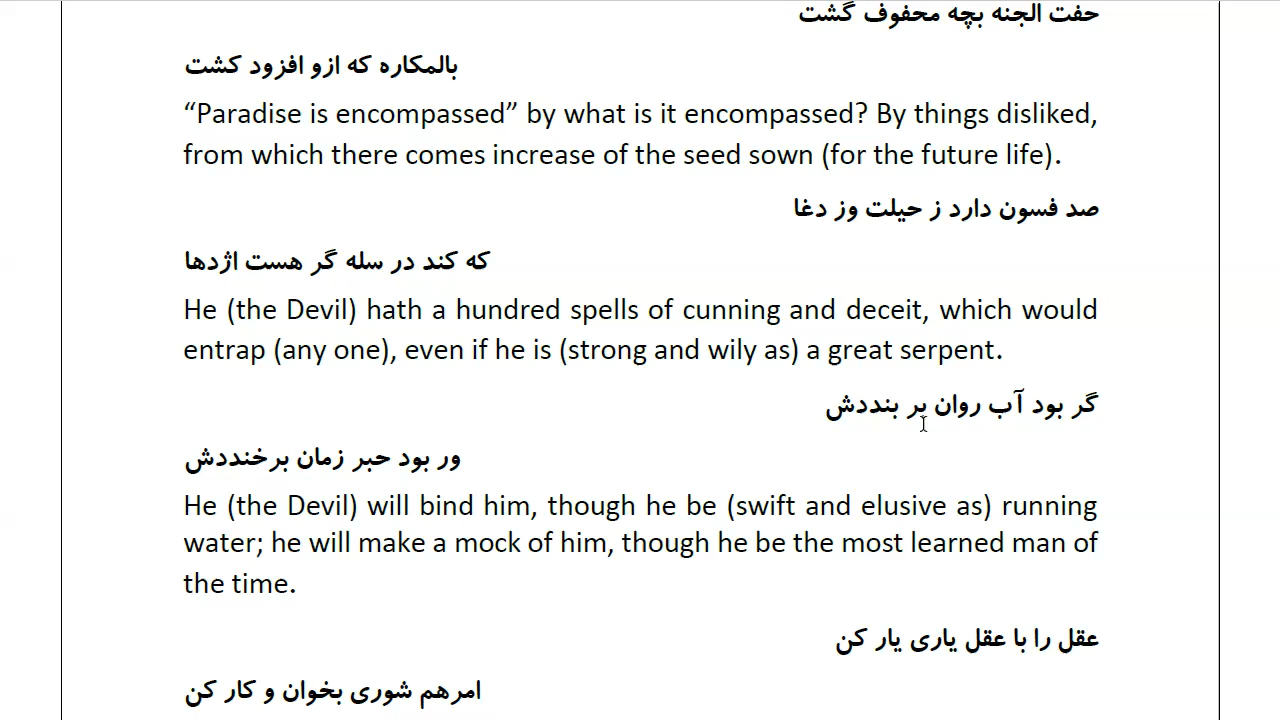 حفت الجنه بچه محفوف گشت
بالمکاره که ازو افزود کشت
“Paradise is encompassed” by what is it encompassed? By things disliked,
from which there comes increase of the seed sown (for the future life).
صد فسون دارد ز حیلت وز دغا
که کند در سله گر هست اژدها
He (the Devil) hath a hundred spells of cunning and deceit, which would
entrap (any one), even if he is (strong and wily as) a great serpent.
گر بود آب روان بر بنددش
ور بود حبر زمان برخنددش
He (the Devil) will bind him, though he be (swift and elusive as) running
water; he will make a mock of him, though he be the most learned man of
the time.
عقل را با عقل یاری یار کن
امرهم شوری بخوان و کار کن